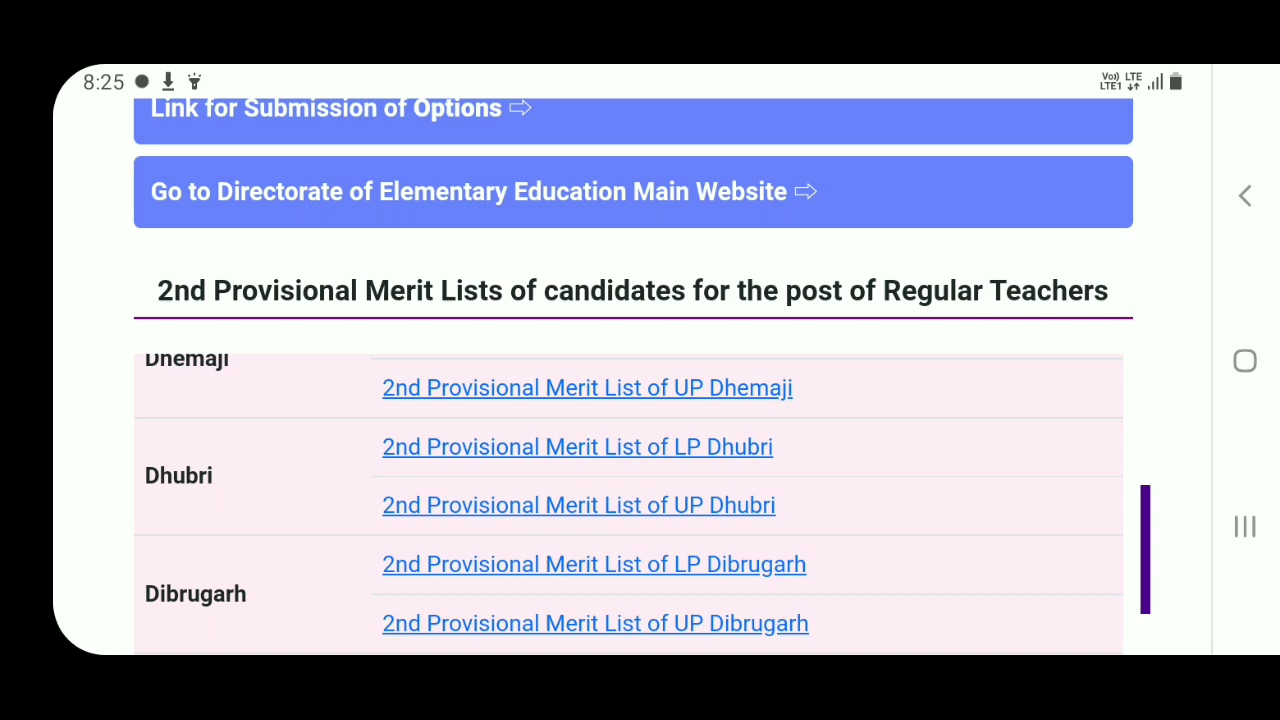 8:25
Vo)) LTE
LTE1
Link for Submission of Options ⇨
Go to Directorate of Elementary Education Main Website ⇨
2nd Provisional Merit Lists of candidates for the post of Regular Teachers
Dhemaji
2nd Provisional Merit List of UP Dhemaji
Dhubri
2nd Provisional Merit List of LP Dhubri
2nd Provisional Merit List of UP Dhubri
Dibrugarh
2nd Provisional Merit List of LP Dibrugarh
2nd Provisional Merit List of UP Dibrugarh